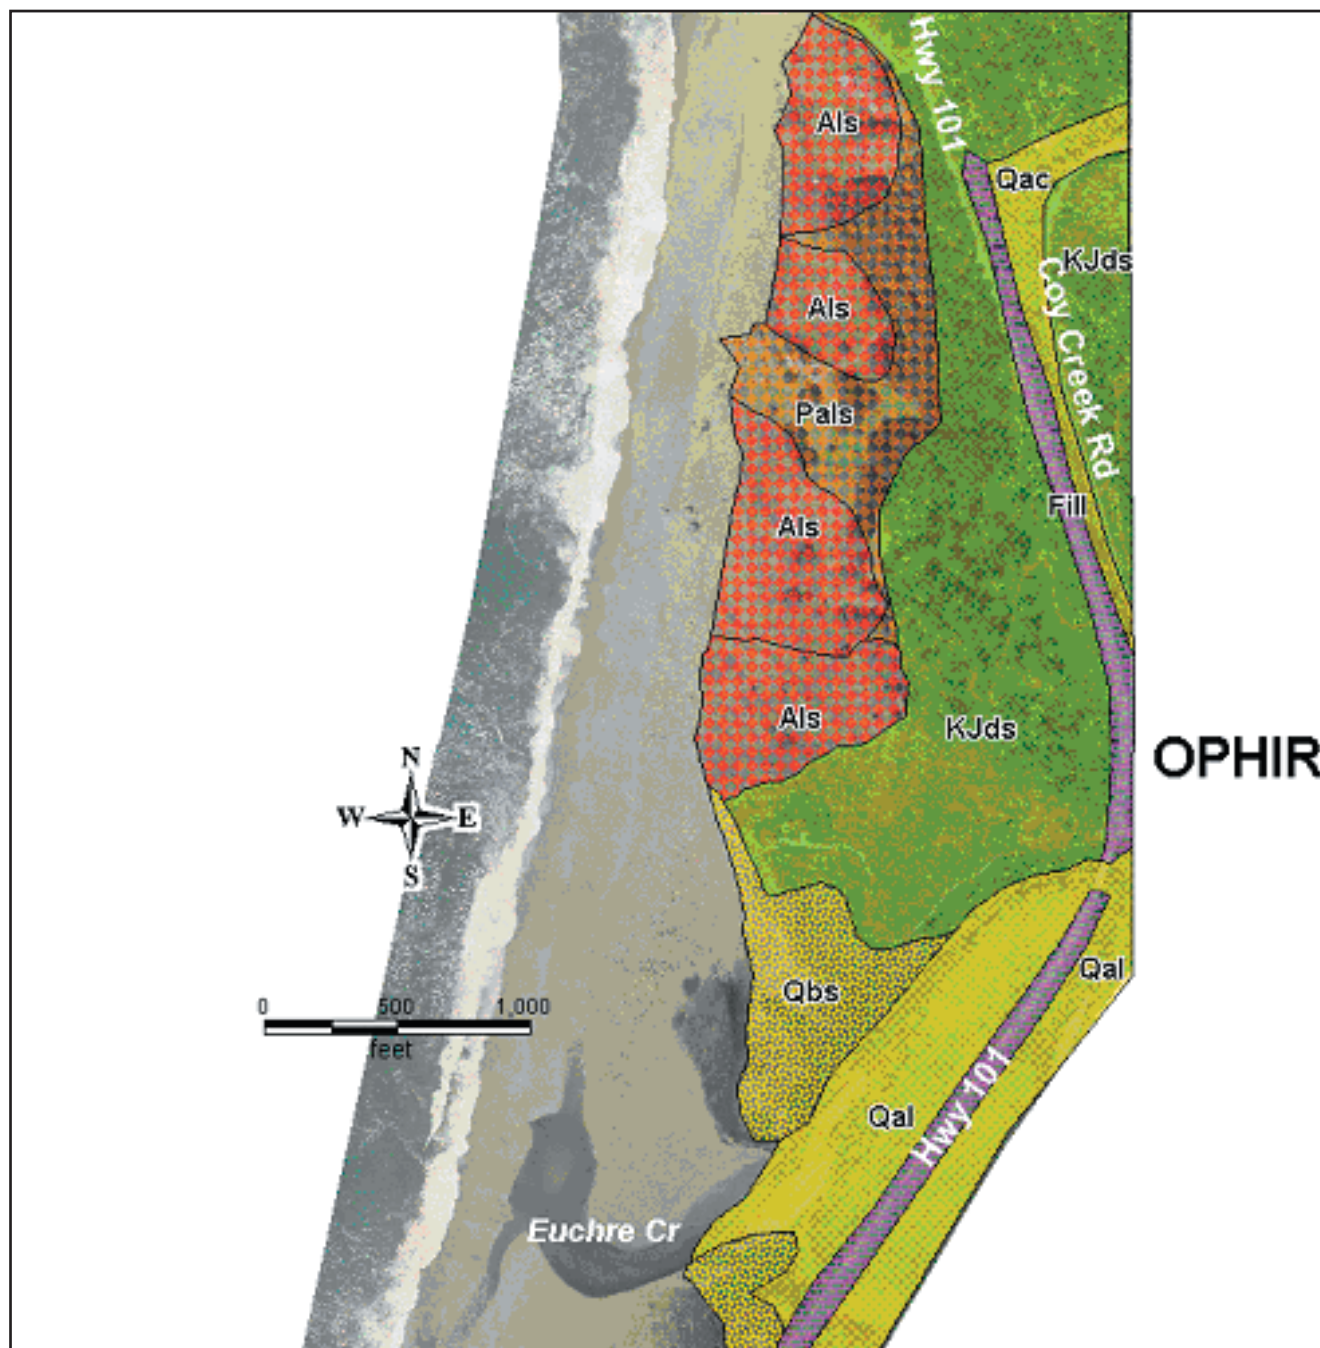 Hwy 101
Als
Qac
KJds
Als
Coy Creek Rd
Pals
Fill
Als
Als
KJds
OPHIR
N
W
E
S
Qal
Qbs
0 500 1,000
feet
Qal
Hwy 101
Euchre Cr